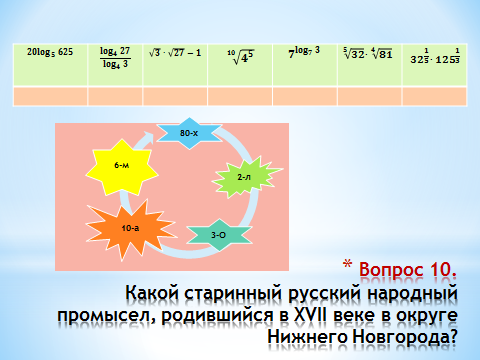 20log₅ 625 | log₄ 27 / log₄ 3 | √3 · √27 − 1 | ¹⁰√4⁵ | 7^(log₇ 3) | ⁵√32 · ⁴√81 | 32^(1/5) · 125^(1/3)
80-х
6-м
2-л
10-а
3-О
* Вопрос 10.
Какой старинный русский народный
промысел, родившийся в XVII веке в округе
Нижнего Новгорода?